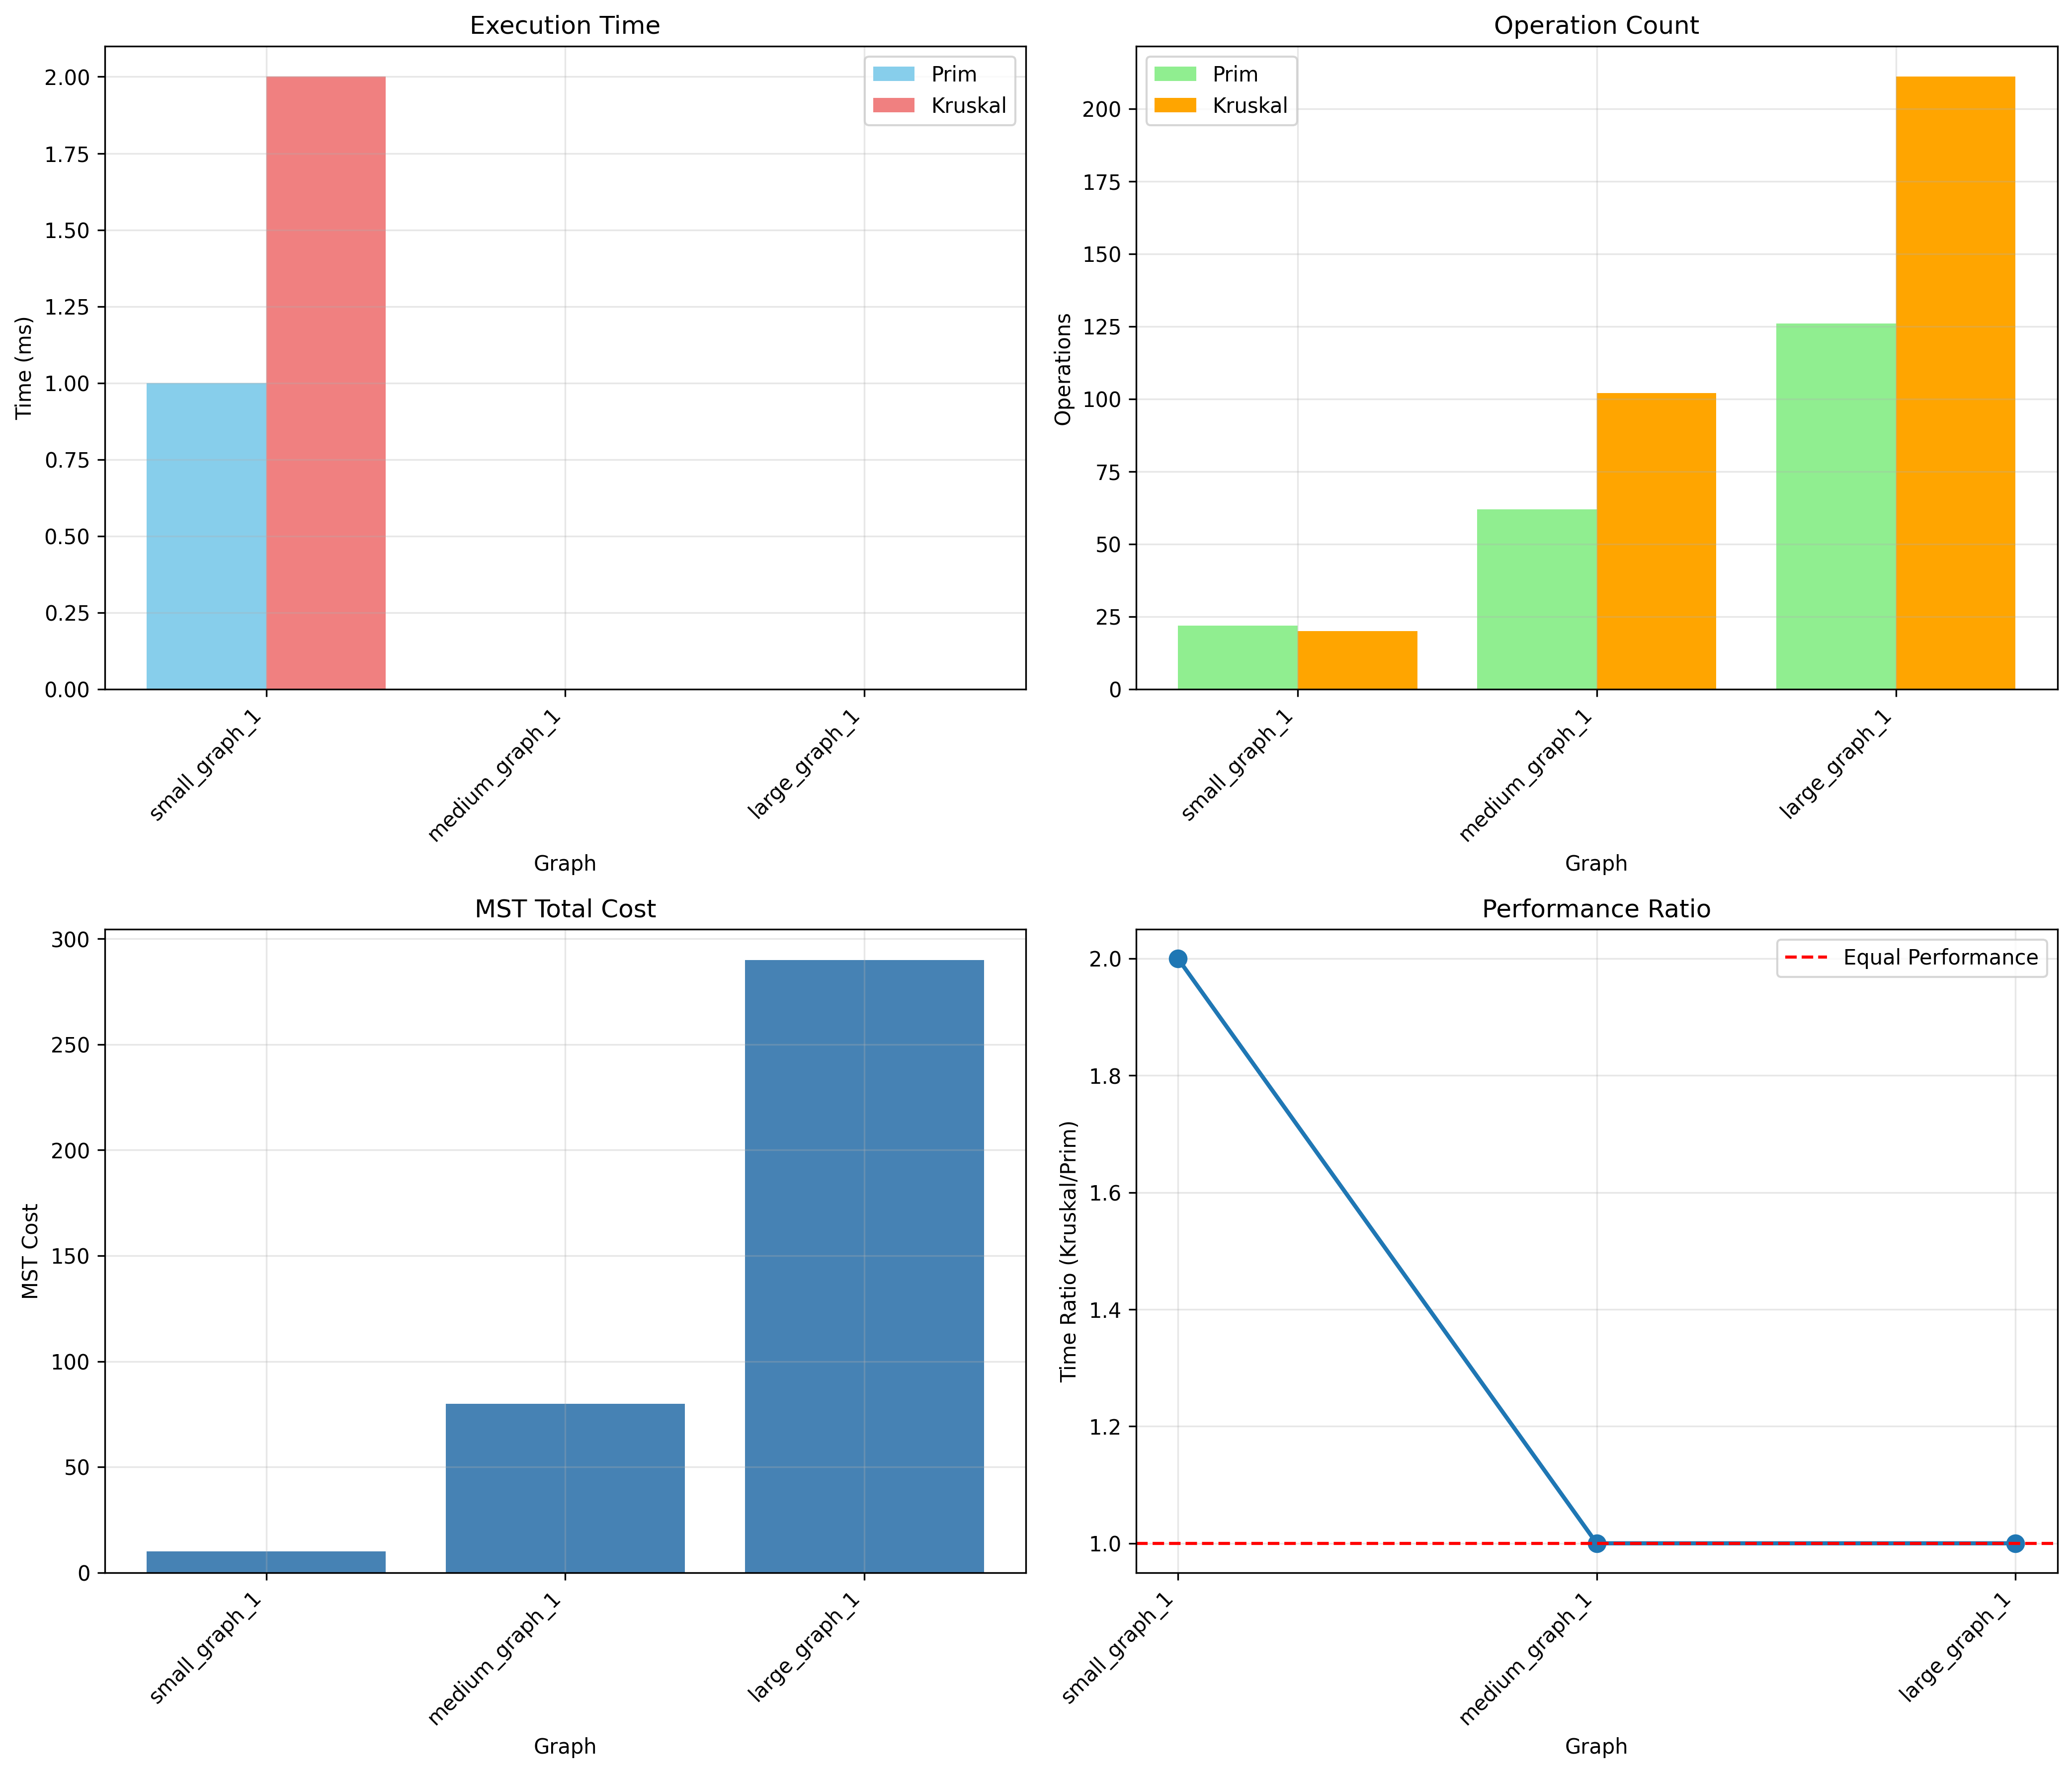 Execution Time
Prim
Kruskal
Time (ms)
2.00
1.75
1.50
1.25
1.00
0.75
0.50
0.25
0.00
small_graph_1
medium_graph_1
large_graph_1
Graph
Operation Count
Prim
Kruskal
Operations
200
175
150
125
100
75
50
25
0
small_graph_1
medium_graph_1
large_graph_1
Graph
MST Total Cost
MST Cost
300
250
200
150
100
50
0
small_graph_1
medium_graph_1
large_graph_1
Graph
Performance Ratio
Equal Performance
Time Ratio (Kruskal/Prim)
2.0
1.8
1.6
1.4
1.2
1.0
small_graph_1
medium_graph_1
large_graph_1
Graph